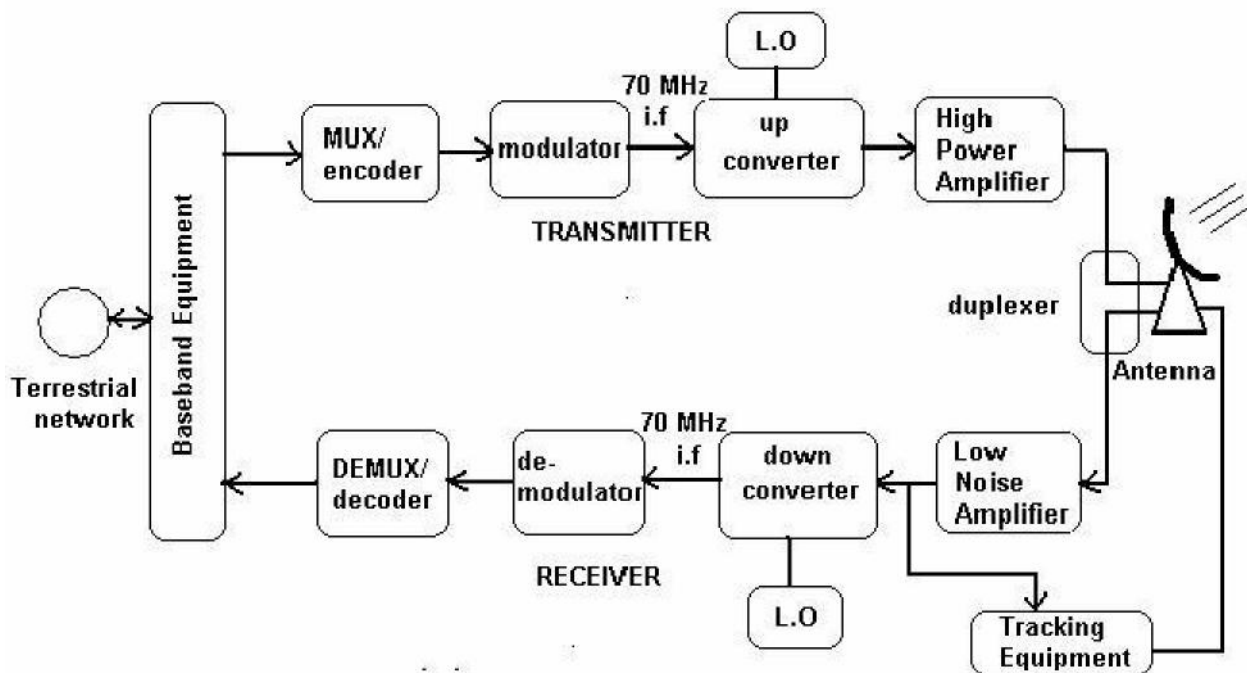 L.O
70 MHz
i.f
MUX/
encoder
modulator
up
converter
High
Power
Amplifier
TRANSMITTER
Baseband Equipment
duplexer
Antenna
Terrestrial
network
70 MHz
i.f
DEMUX/
decoder
de-
modulator
down
converter
Low
Noise
Amplifier
RECEIVER
L.O
Tracking
Equipment